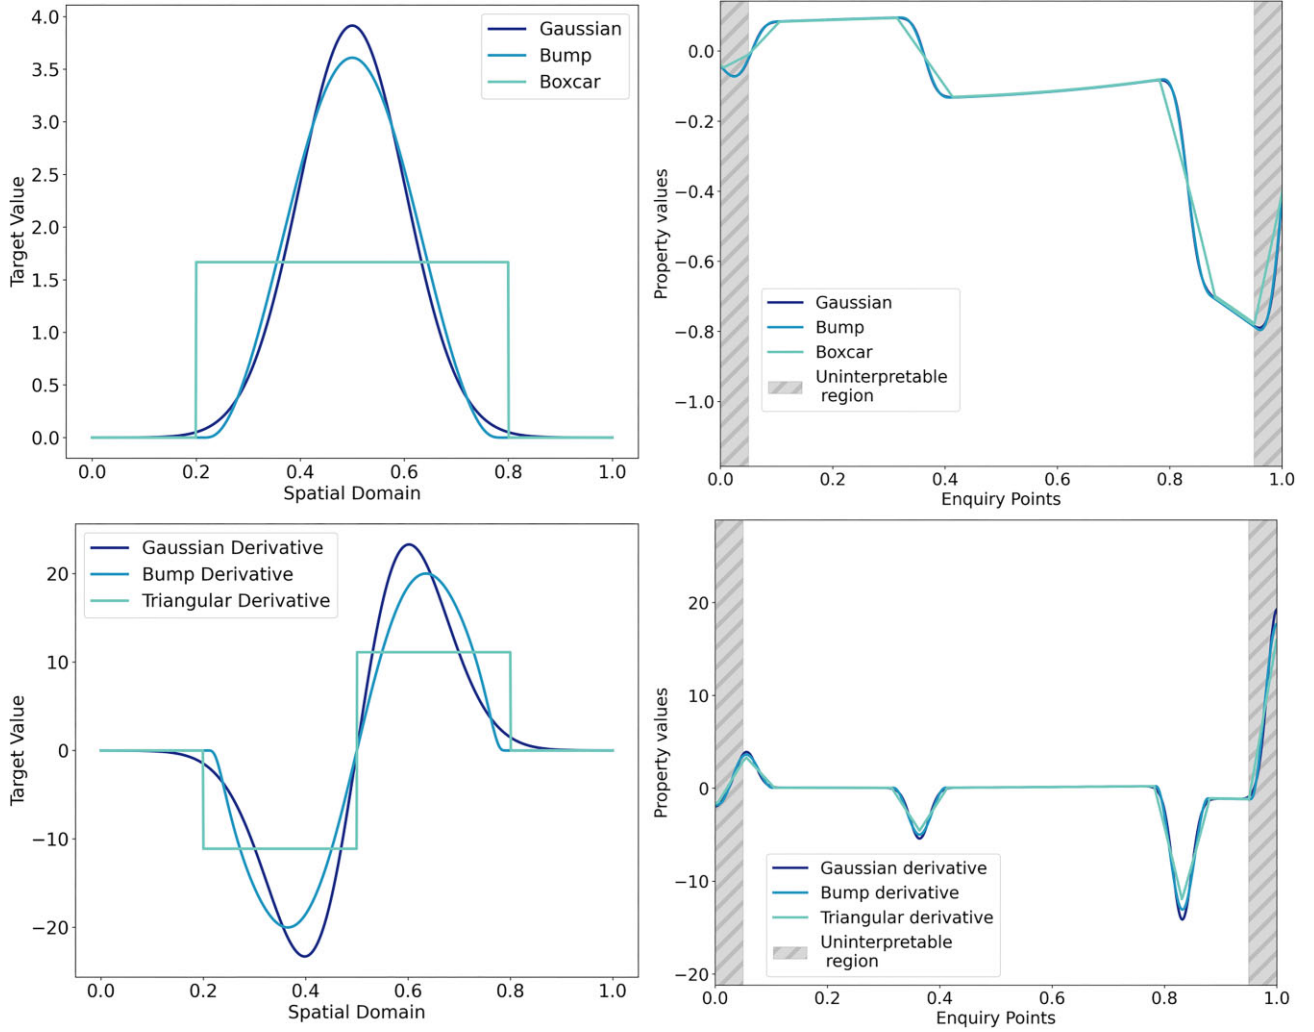 4.0
3.5
3.0
2.5
2.0
1.5
1.0
0.5
0.0
Target Value
Gaussian
Bump
Boxcar
0.0 0.2 0.4 0.6 0.8 1.0
Spatial Domain
0.0
−0.2
−0.4
−0.6
−0.8
−1.0
Property values
Gaussian
Bump
Boxcar
Uninterpretable
region
0.0 0.2 0.4 0.6 0.8 1.0
Enquiry Points
20
10
0
−10
−20
Target Value
Gaussian Derivative
Bump Derivative
Triangular Derivative
0.0 0.2 0.4 0.6 0.8 1.0
Spatial Domain
20
10
0
−10
−20
Property values
Gaussian derivative
Bump derivative
Triangular derivative
Uninterpretable
region
0.0 0.2 0.4 0.6 0.8 1.0
Enquiry Points